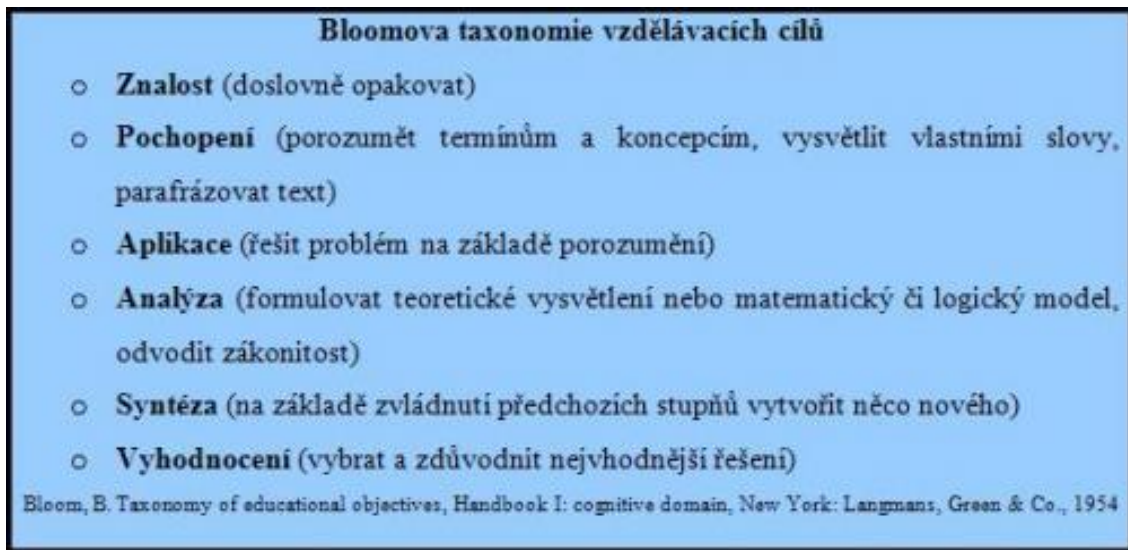 Bloomova taxonomie vzdělávacích cílů
o Znalost (doslovně opakovat)
o Pochopení (porozumět termínům a koncepcím, vysvětlit vlastními slovy,
parafrázovat text)
o Aplikace (řešit problém na základě porozumění)
o Analýza (formulovat teoretické vysvětlení nebo matematický či logický model,
odvodit zákonitost)
o Syntéza (na základě zvládnutí předchozích stupňů vytvořit něco nového)
o Vyhodnocení (vybrat a zdůvodnit nejvhodnější řešení)
Bloom, B. Taxonomy of educational objectives, Handbook I: cognitive domain, New York: Langmans, Green & Co., 1954